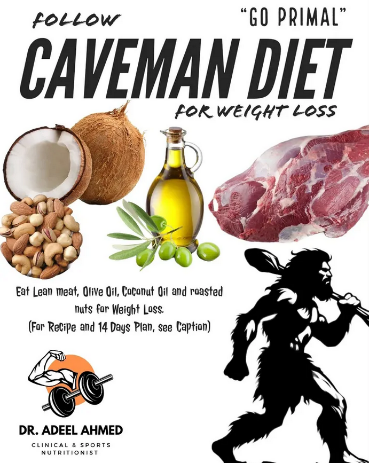 FOLLOW
"GO PRIMAL"
CAVEMAN DIET
FOR WEIGHT LOSS
Eat Lean meat, Olive Oil, Coconut Oil and roasted
nuts for Weight Loss.
(For Recipe and 14 Days Plan, see Caption)
DR. ADEEL AHMED
CLINICAL & SPORTS
NUTRITIONIST